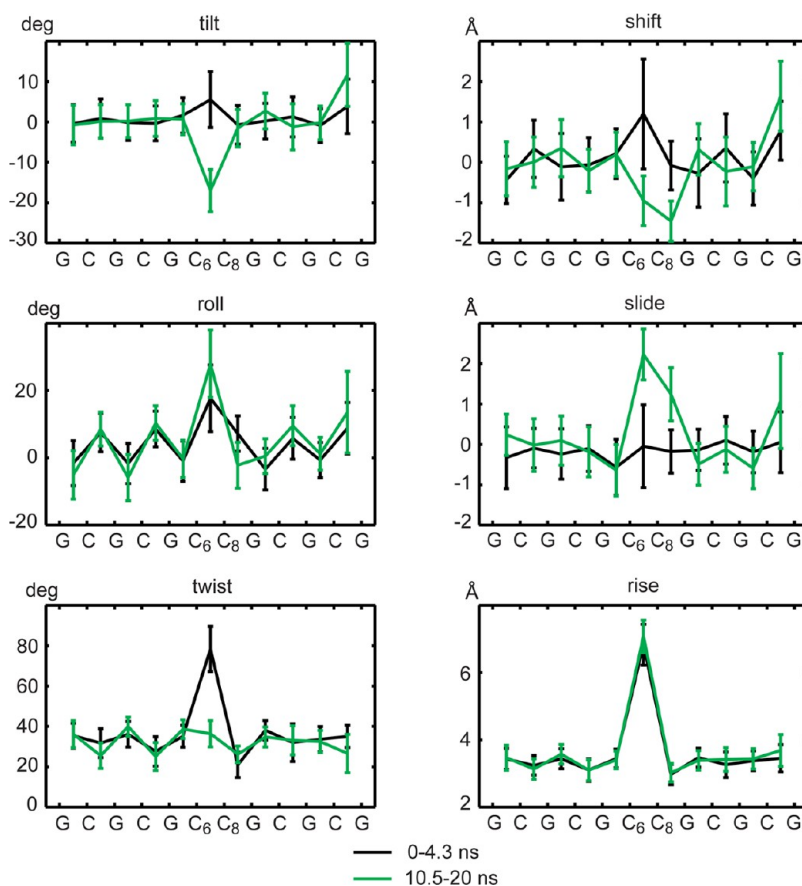 deg tilt
10
0
-10
-20
-30
G C G C G C₆ C₈ G C G C G
Å shift
2
1
0
-1
-2
G C G C G C₆ C₈ G C G C G
deg roll
20
0
-20
G C G C G C₆ C₈ G C G C G
Å slide
2
1
0
-1
-2
G C G C G C₆ C₈ G C G C G
deg twist
80
60
40
20
0
G C G C G C₆ C₈ G C G C G
Å rise
6
4
2
G C G C G C₆ C₈ G C G C G
0-4.3 ns
10.5-20 ns